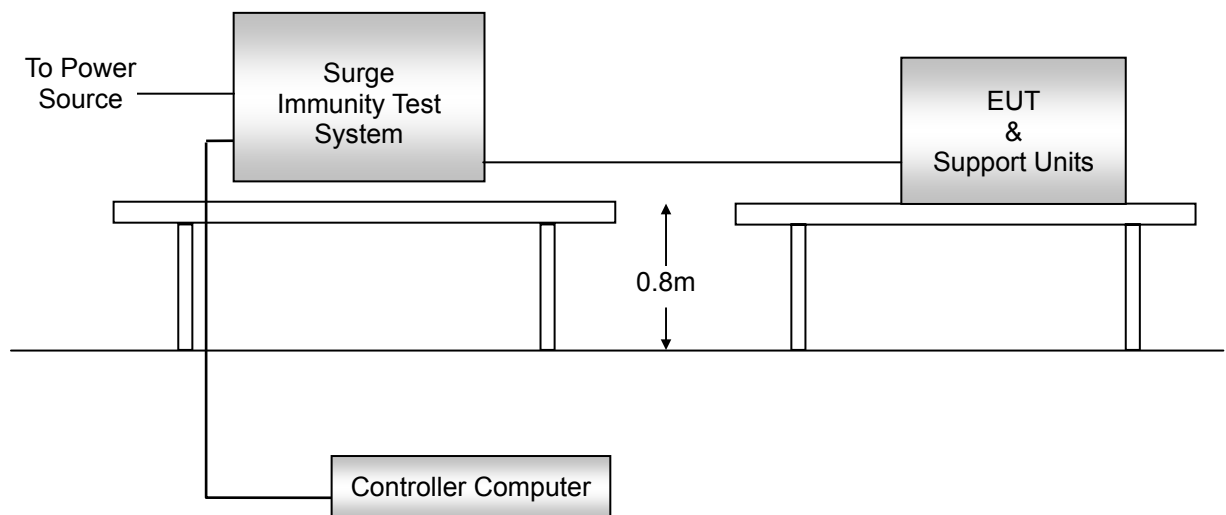 To Power
Source
Surge
Immunity Test
System
EUT
&
Support Units
0.8m
Controller Computer